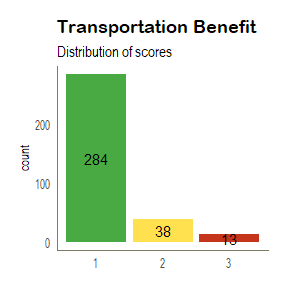 Transportation Benefit
Distribution of scores
200
100
0
count
284
38
13
1 2 3